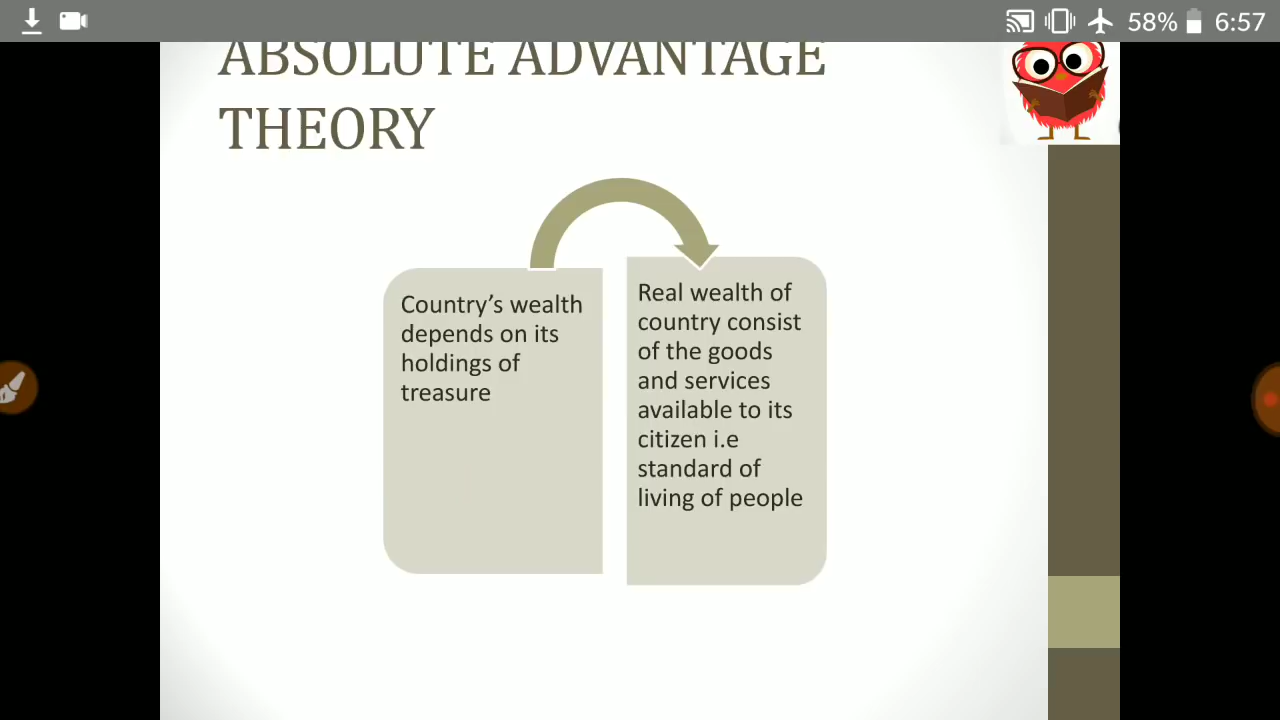 58% 6:57
ABSOLUTE ADVANTAGE
THEORY
Country’s wealth
depends on its
holdings of
treasure
Real wealth of
country consist
of the goods
and services
available to its
citizen i.e
standard of
living of people